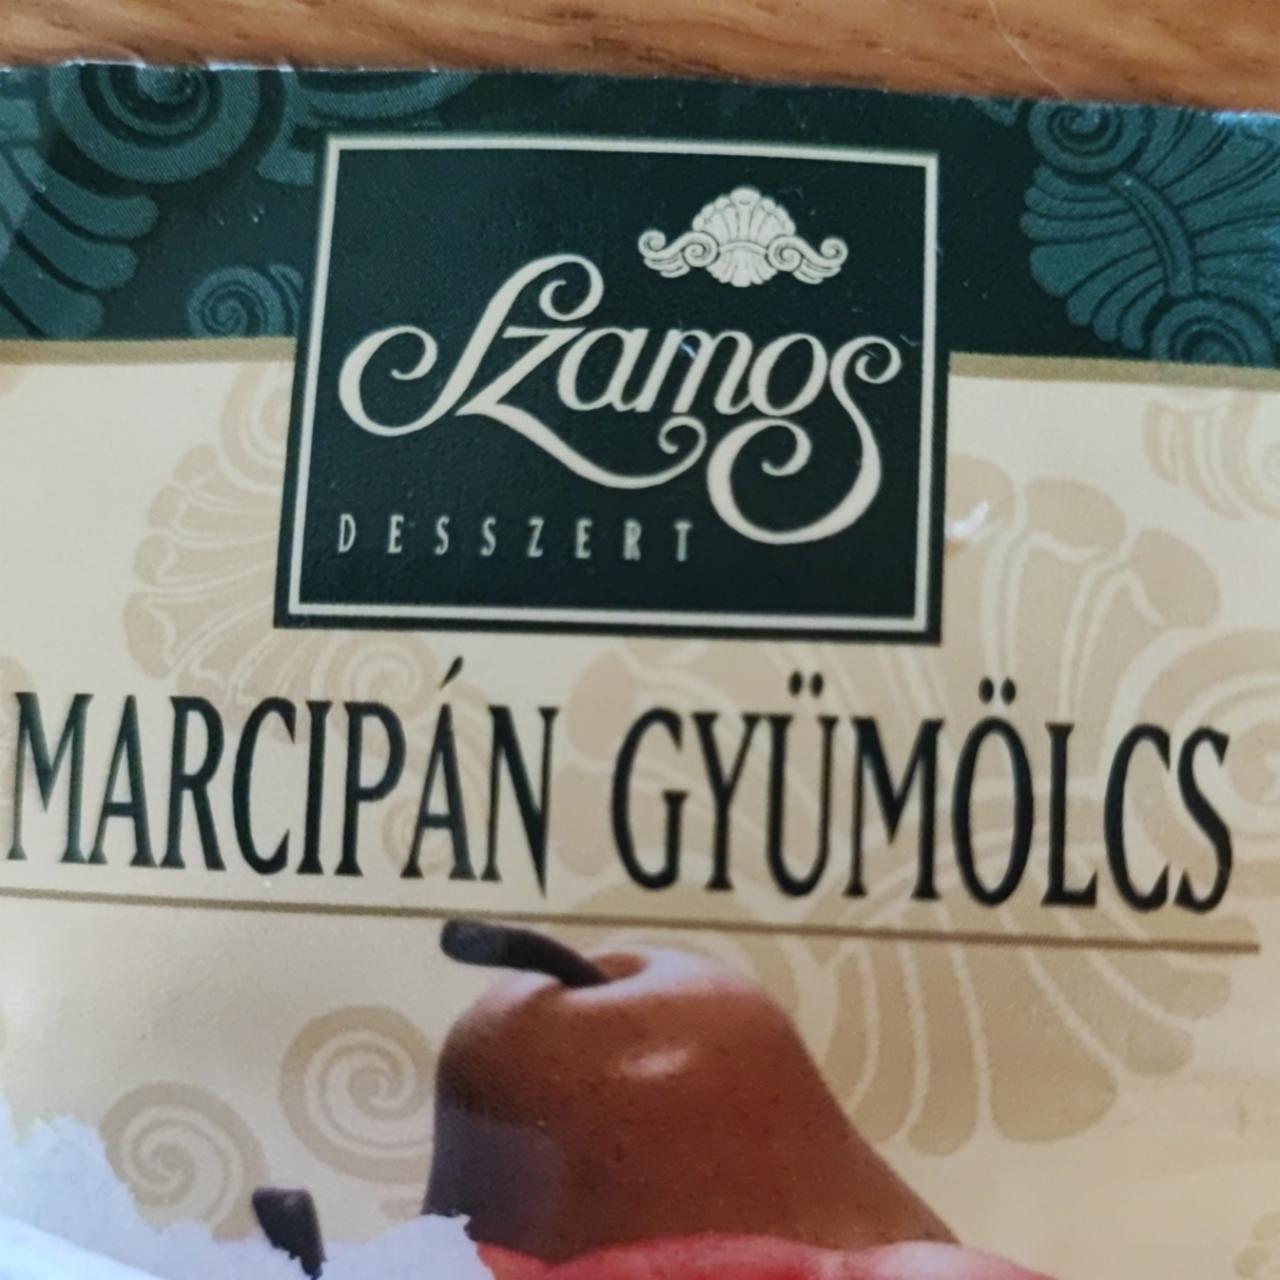 Szamos
DESSZERT
MARCIPÁN GYÜMÖLCS